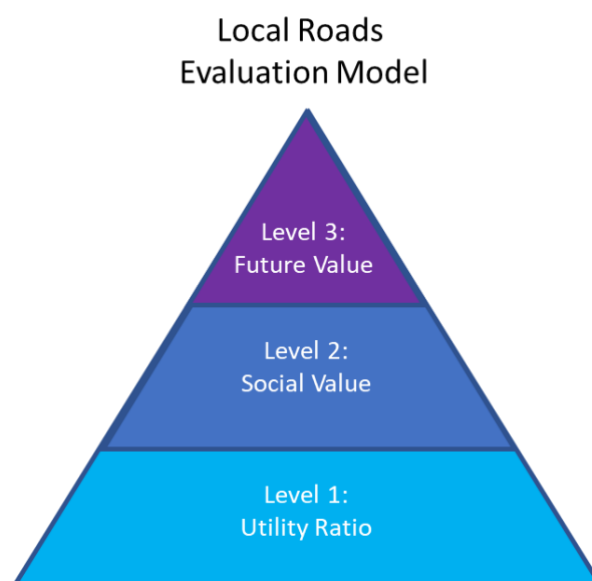 Local Roads
Evaluation Model
Level 3:
Future Value
Level 2:
Social Value
Level 1:
Utility Ratio